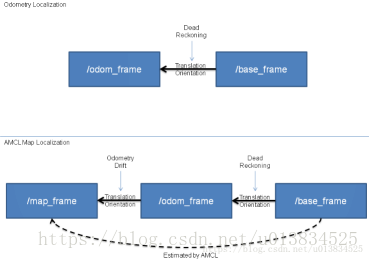 Odometry Localization
Dead
Reckoning
/odom_frame
Translation
Orientation
/base_frame
AMCL Map Localization
Odometry
Drift
Dead
Reckoning
/map_frame
Translation
Orientation
/odom_frame
Translation
Orientation
/base_frame
https://blog.csdn.net/u013834525
Estimated by AMCL